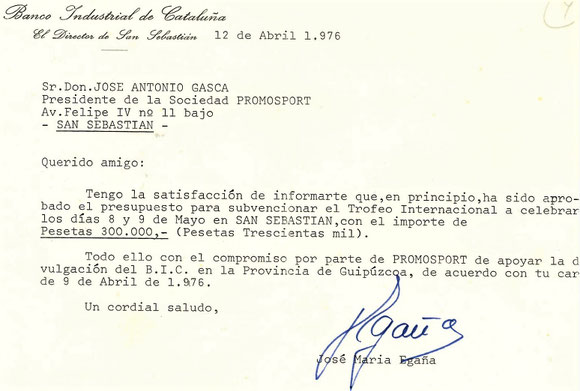 Banco Industrial de Cataluña
El Director de San Sebastián 12 de Abril 1.976
Sr.Don.JOSE ANTONIO GASCA
Presidente de la Sociedad PROMOSPORT
Av.Felipe IV nº 11 bajo
- SAN SEBASTIAN -
Querido amigo:
Tengo la satisfacción de informarte que,en principio,ha sido apro-
bado el presupuesto para subvencionar el Trofeo Internacional a celebrar
los días 8 y 9 de Mayo en SAN SEBASTIAN,con el importe de
Pesetas 300.000,- (Pesetas Trescientas mil).
Todo ello con el compromiso por parte de PROMOSPORT de apoyar la d
vulgación del B.I.C. en la Provincia de Guipúzcoa, de acuerdo con tu car
de 9 de Abril de 1.976.
Un cordial saludo,
Egaña
José Maria Egaña